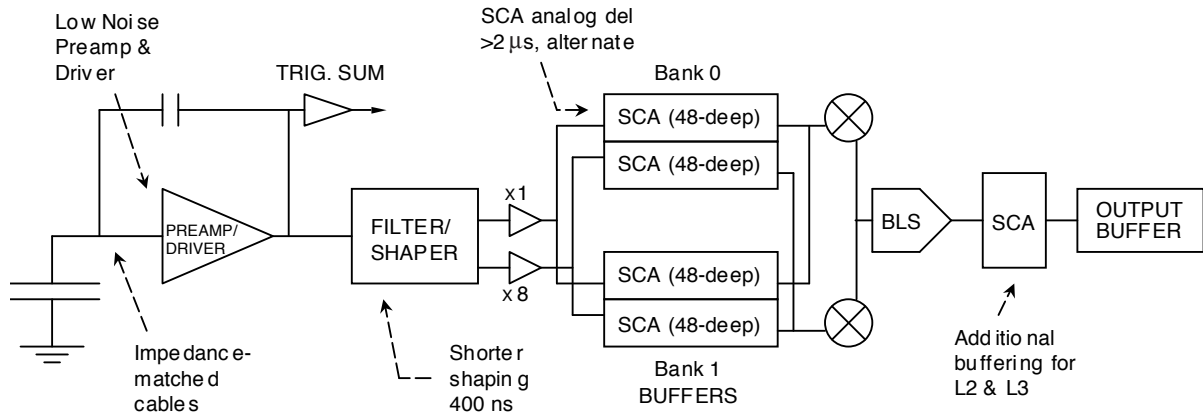 Low Noise
Preamp &
Driver
TRIG. SUM
SCA analog del
>2 μs, alternate
Bank 0
SCA (48-deep)
SCA (48-deep)
PREAMP/
DRIVER
FILTER/
SHAPER
x1
x8
BLS
SCA
OUTPUT
BUFFER
SCA (48-deep)
SCA (48-deep)
Bank 1
BUFFERS
Impedance-
matched
cables
Shorter
shaping
400 ns
Additional
buffering for
L2 & L3